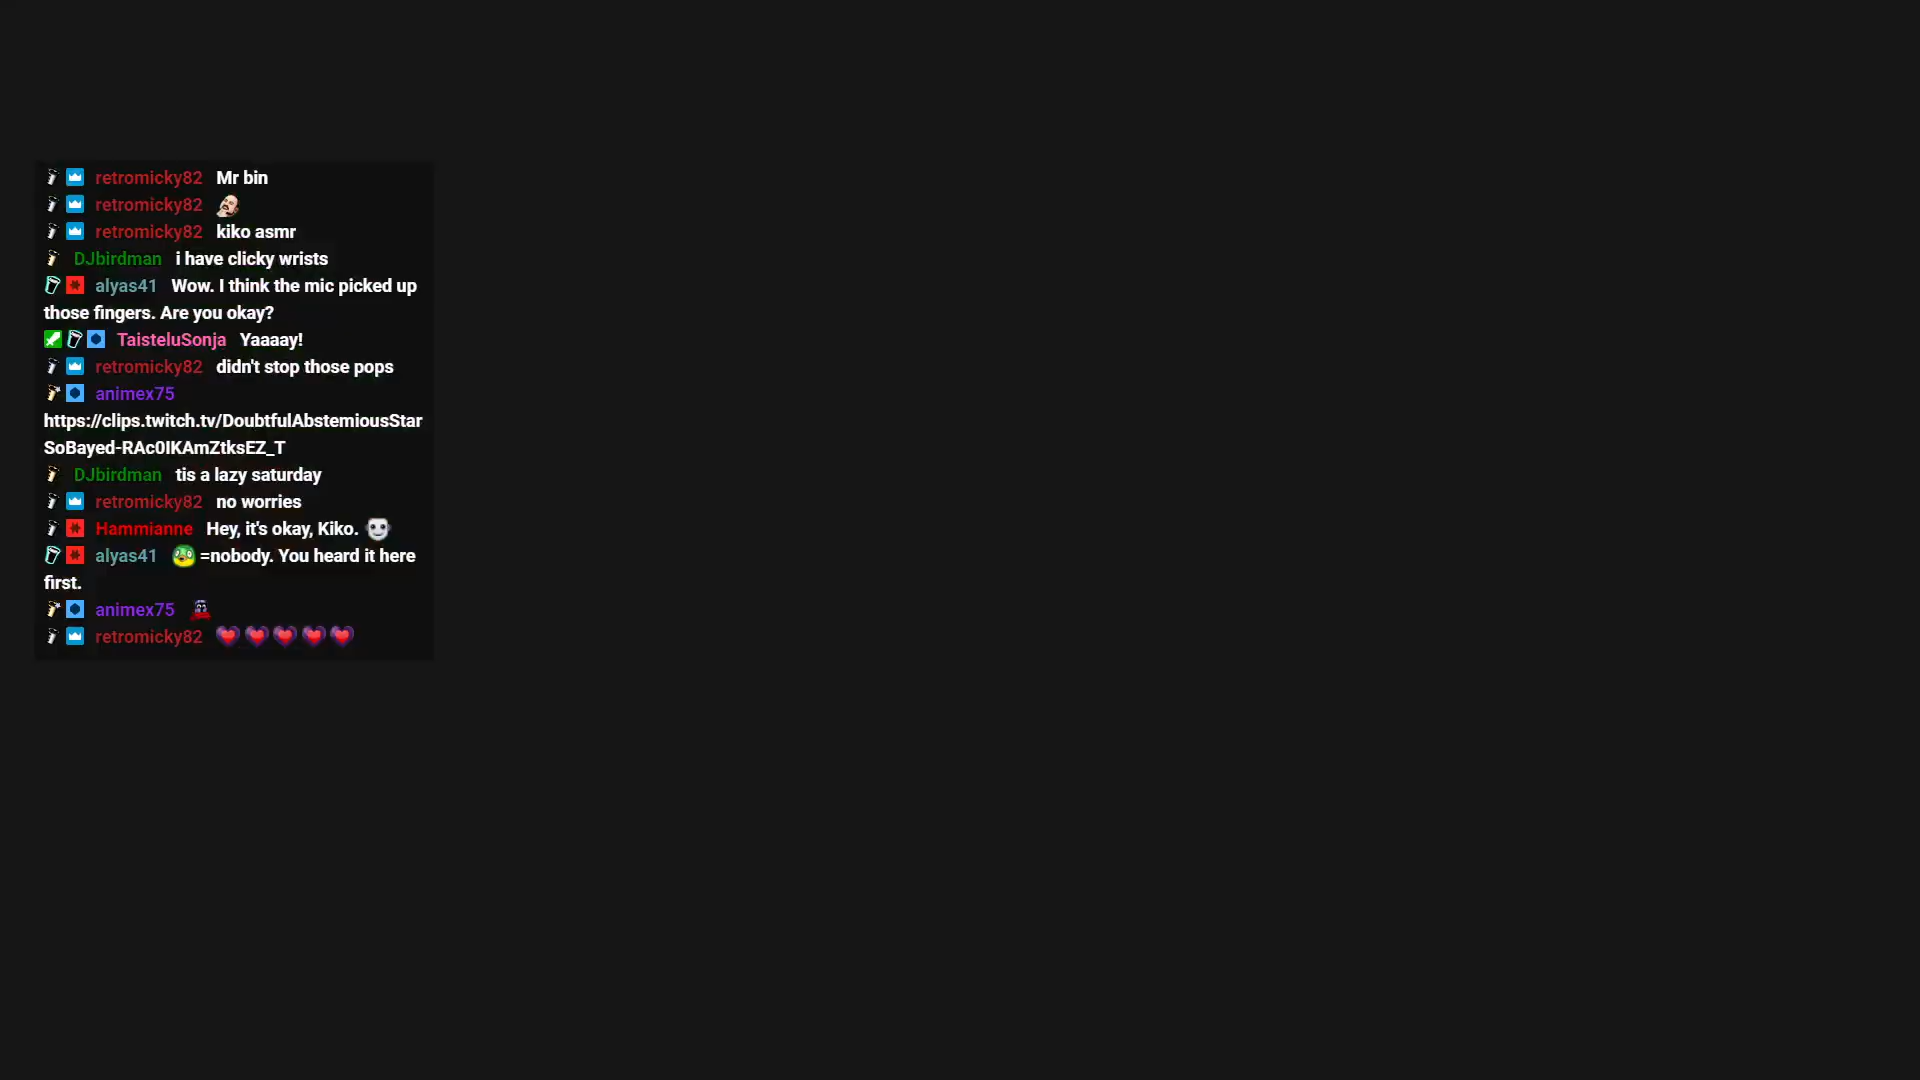 retromicky82 Mr bin
retromicky82
retromicky82 kiko asmr
DJbirdman i have clicky wrists
alyas41 Wow. I think the mic picked up
those fingers. Are you okay?
TaisteluSonja Yaaaay!
retromicky82 didn't stop those pops
animex75
https://clips.twitch.tv/DoubtfulAbstemiousStar
SoBayed-RAc0IKAmZtksEZ_T
DJbirdman tis a lazy saturday
retromicky82 no worries
Hammianne Hey, it's okay, Kiko.
alyas41 =nobody. You heard it here
first.
animex75
retromicky82